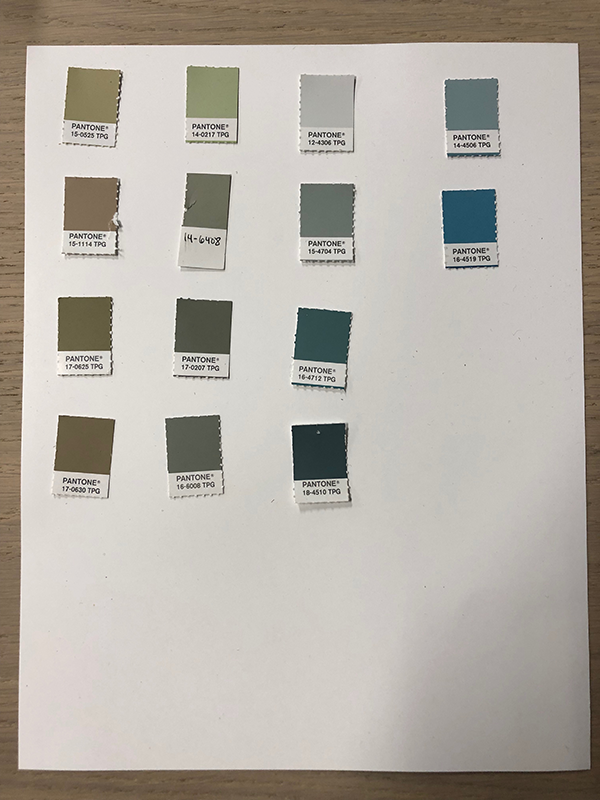 PANTONE®
15-0525 TPG
PANTONE®
14-0217 TPG
PANTONE®
12-4306 TPG
PANTONE®
14-4506 TPG
PANTONE®
15-1114 TPG
14-6408
PANTONE®
15-4704 TPG
PANTONE®
16-4519 TPG
PANTONE®
17-0625 TPG
PANTONE®
17-0207 TPG
PANTONE®
16-4712 TPG
PANTONE®
17-0630 TPG
PANTONE®
16-6008 TPG
PANTONE®
18-4510 TPG